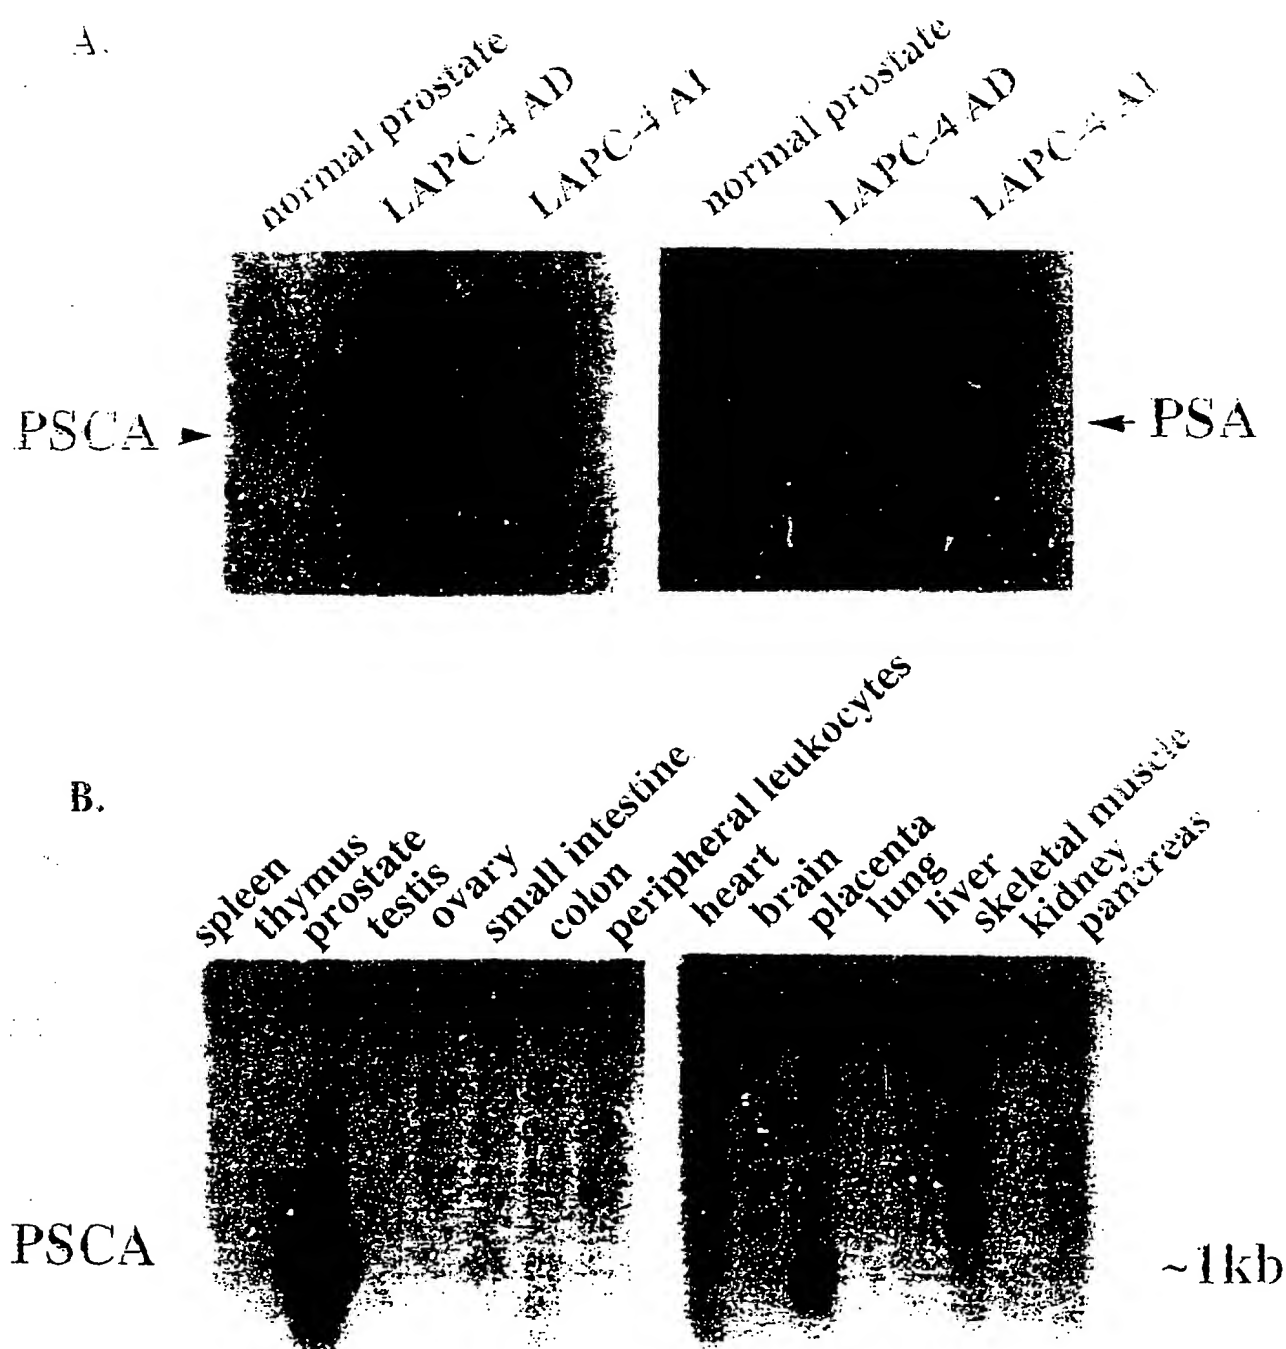 A.
normal prostate
LAPC-4 AD
LAPC-4 AI
normal prostate
LAPC-4 AD
LAPC-4 AI
PSCA
PSA
B.
spleen
thymus
prostate
testis
ovary
small intestine
colon
peripheral leukocytes
heart
brain
placenta
lung
liver
skeletal muscle
kidney
pancreas
PSCA
~1kb